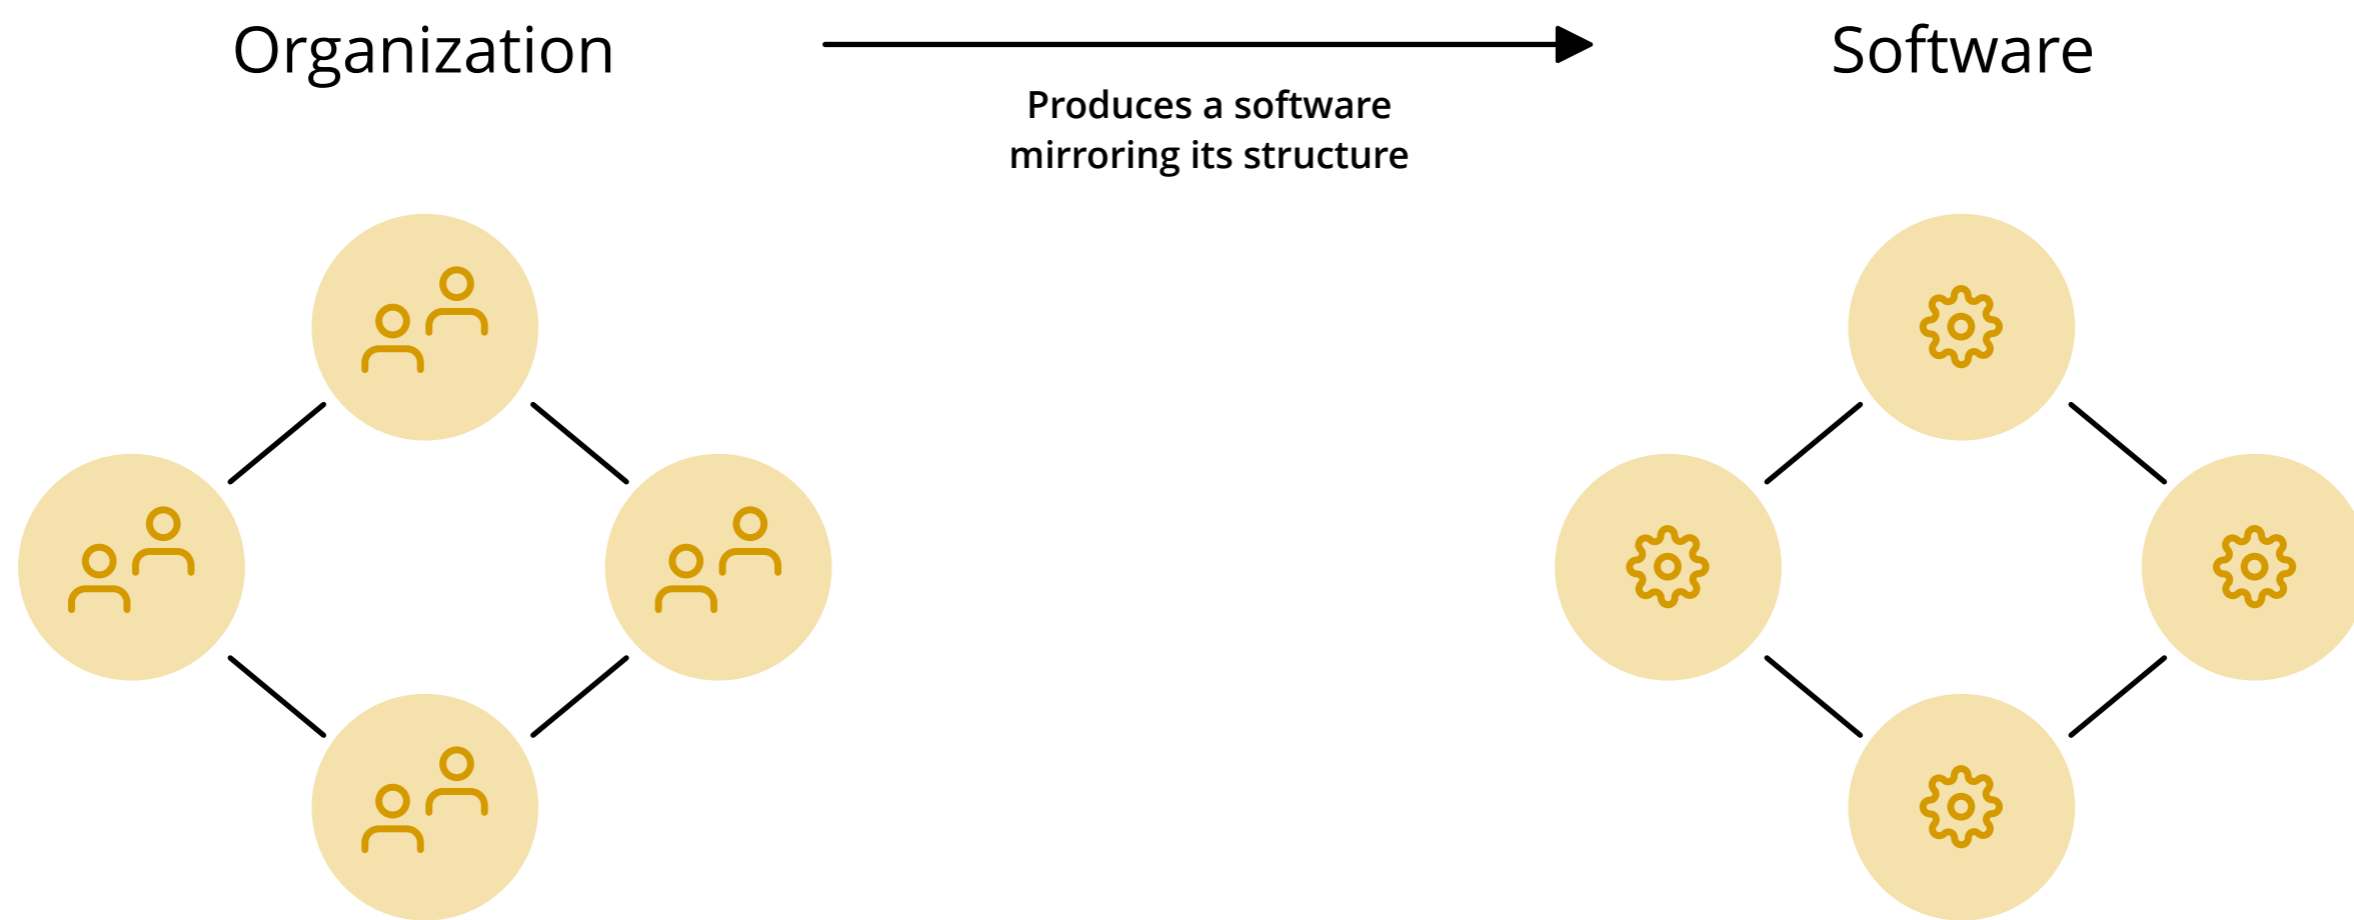 Organization
Software
Produces a software
mirroring its structure